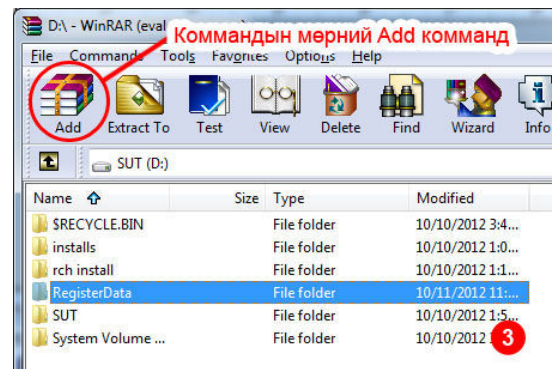 D:\ - WinRAR (eval
Коммандын мөрний Add комманд
File Commands Tools Favorites Options Help
Add Extract To Test View Delete Find Wizard Info
SUT (D:)
Name Size Type Modified
$RECYCLE.BIN File folder 10/10/2012 3:4...
installs File folder 10/10/2012 1:0...
rch install File folder 10/10/2012 1:1...
RegisterData File folder 10/11/2012 11:...
SUT File folder 10/10/2012 1:5...
System Volume ... File folder 10/10/2012
3